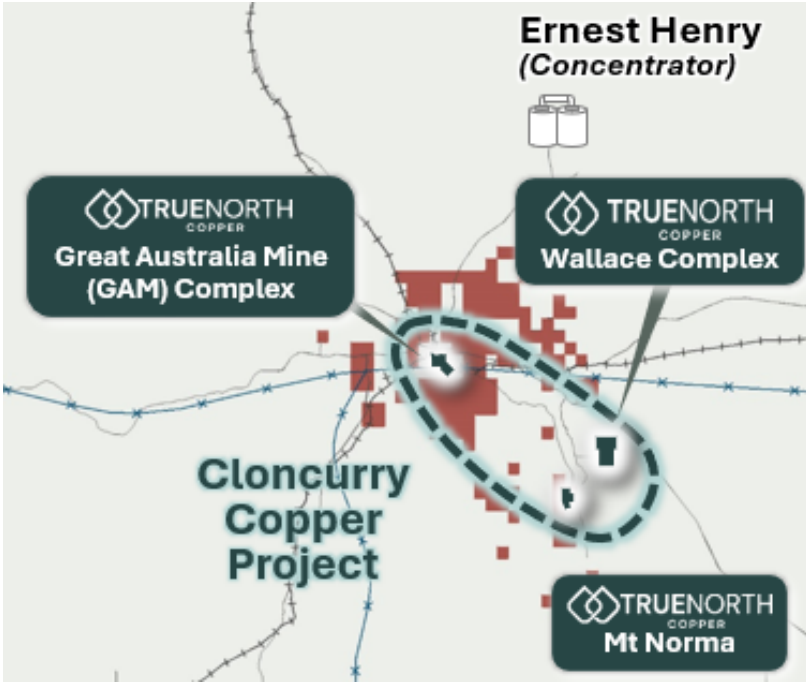 Ernest Henry
(Concentrator)
TRUENORTH
COPPER
Great Australia Mine
(GAM) Complex
TRUENORTH
COPPER
Wallace Complex
Cloncurry
Copper
Project
TRUENORTH
COPPER
Mt Norma